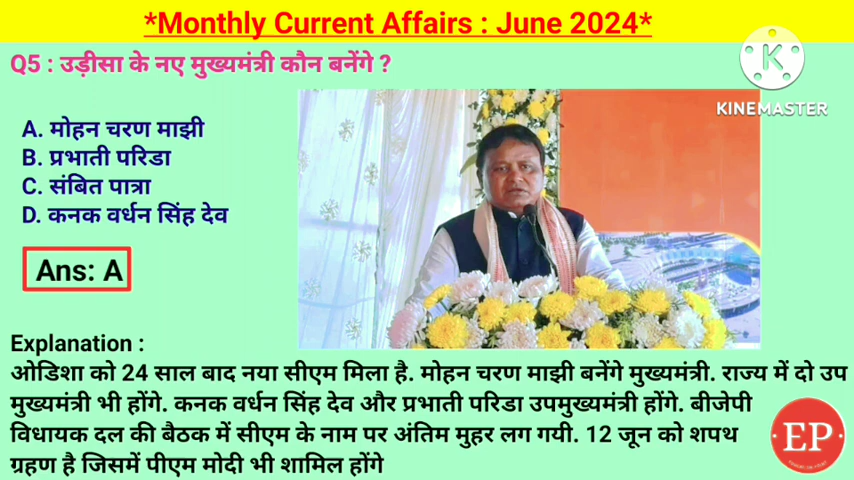 *Monthly Current Affairs : June 2024*
Q5 : उड़ीसा के नए मुख्यमंत्री कौन बनेंगे ?
KINEMASTER
A. मोहन चरण माझी
B. प्रभाती परिडा
C. संबित पात्रा
D. कनक वर्धन सिंह देव
Ans: A
Explanation :
ओडिशा को 24 साल बाद नया सीएम मिला है. मोहन चरण माझी बनेंगे मुख्यमंत्री. राज्य में दो उप
मुख्यमंत्री भी होंगे. कनक वर्धन सिंह देव और प्रभाती परिडा उपमुख्यमंत्री होंगे. बीजेपी
विधायक दल की बैठक में सीएम के नाम पर अंतिम मुहर लग गयी. 12 जून को शपथ
ग्रहण है जिसमें पीएम मोदी भी शामिल होंगे
EP